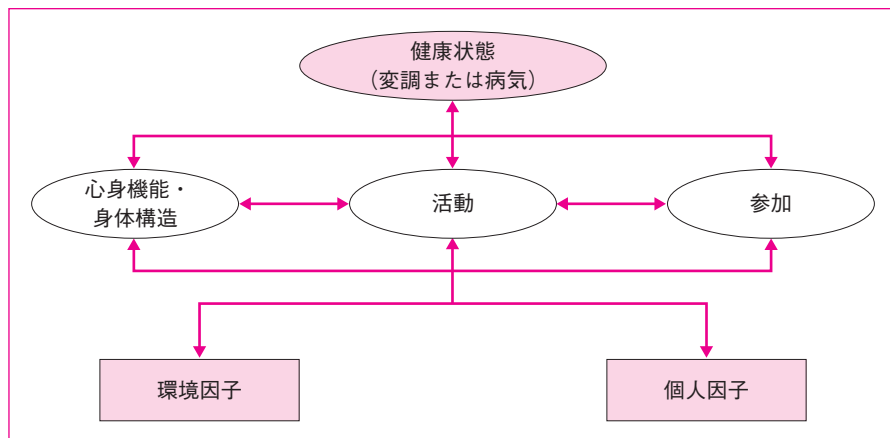 健康状態
（変調または病気）
心身機能・
身体構造
活動
参加
環境因子
個人因子